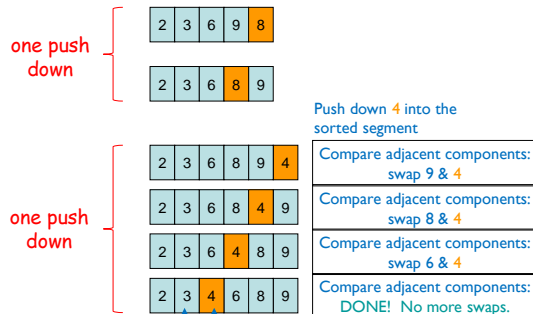 2 3 6 9 8
one push
down
2 3 6 8 9
Push down 4 into the
sorted segment
2 3 6 8 9 4
Compare adjacent components:
swap 9 & 4
2 3 6 8 4 9
Compare adjacent components:
swap 8 & 4
one push
down
2 3 6 4 8 9
Compare adjacent components:
swap 6 & 4
2 3 4 6 8 9
Compare adjacent components:
DONE! No more swaps.